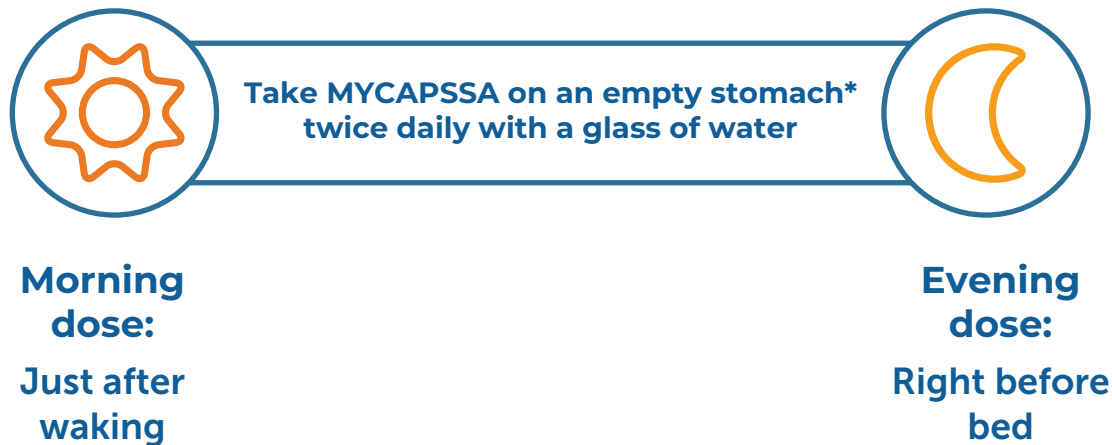 Take MYCAPSSA on an empty stomach*
twice daily with a glass of water
Morning
dose:
Just after
waking
Evening
dose:
Right before
bed